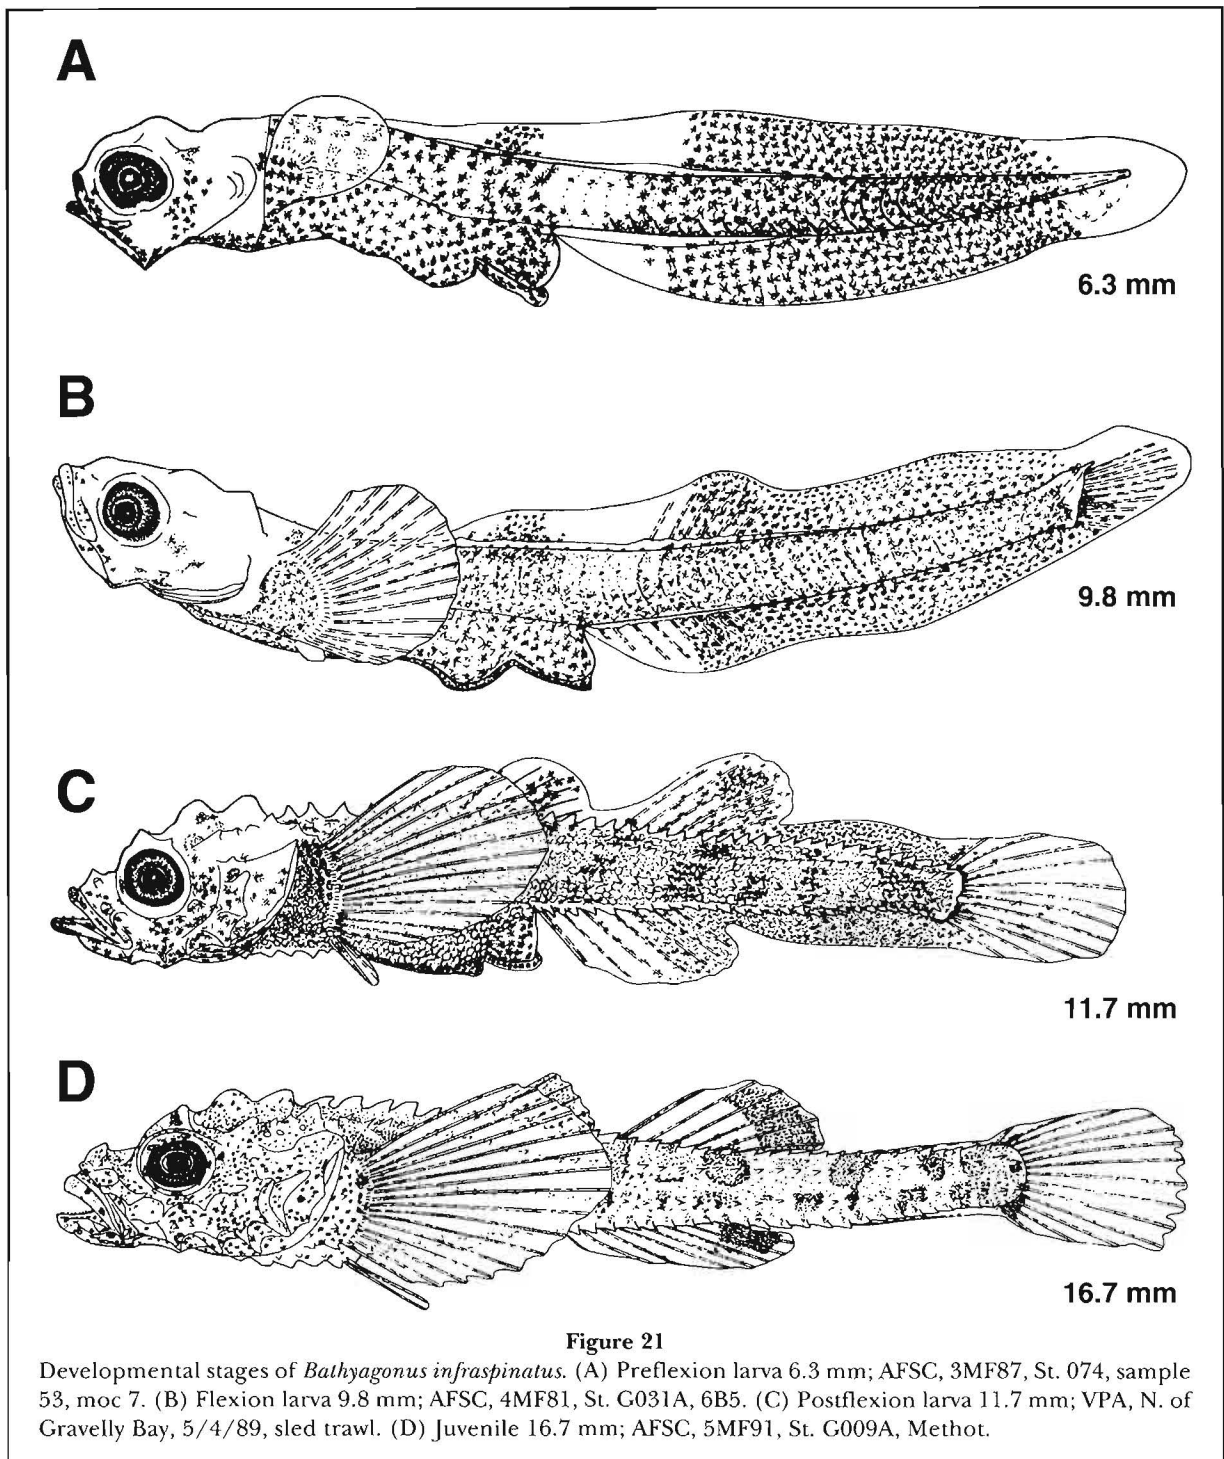 A
6.3 mm
B
9.8 mm
C
11.7 mm
D
16.7 mm
Figure 21
Developmental stages of Bathyagonus infraspinatus. (A) Preflexion larva 6.3 mm; AFSC, 3MF87, St. 074, sample
53, moc 7. (B) Flexion larva 9.8 mm; AFSC, 4MF81, St. G031A, 6B5. (C) Postflexion larva 11.7 mm; VPA, N. of
Gravelly Bay, 5/4/89, sled trawl. (D) Juvenile 16.7 mm; AFSC, 5MF91, St. G009A, Methot.